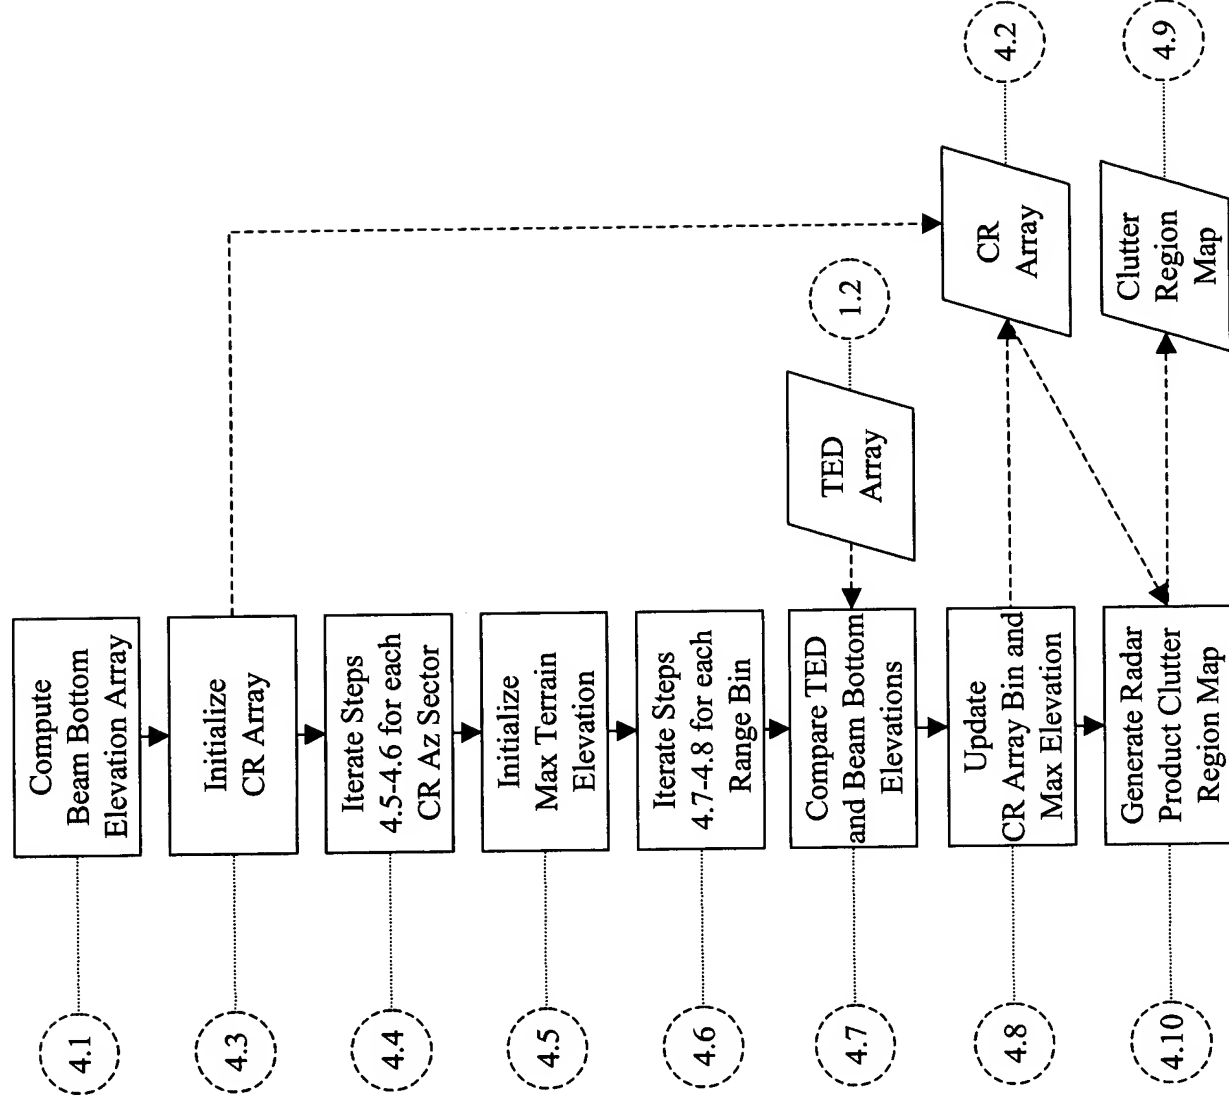 4.1
Compute
Beam Bottom
Elevation Array
4.3
Initialize
CR Array
4.4
Iterate Steps
4.5-4.6 for each
CR Az Sector
4.5
Initialize
Max Terrain
Elevation
4.6
Iterate Steps
4.7-4.8 for each
Range Bin
4.7
Compare TED
and Beam Bottom
Elevations
TED
Array
1.2
4.8
Update
CR Array Bin and
Max Elevation
CR
Array
4.2
4.10
Generate Radar
Product Clutter
Region Map
Clutter
Region
Map
4.9